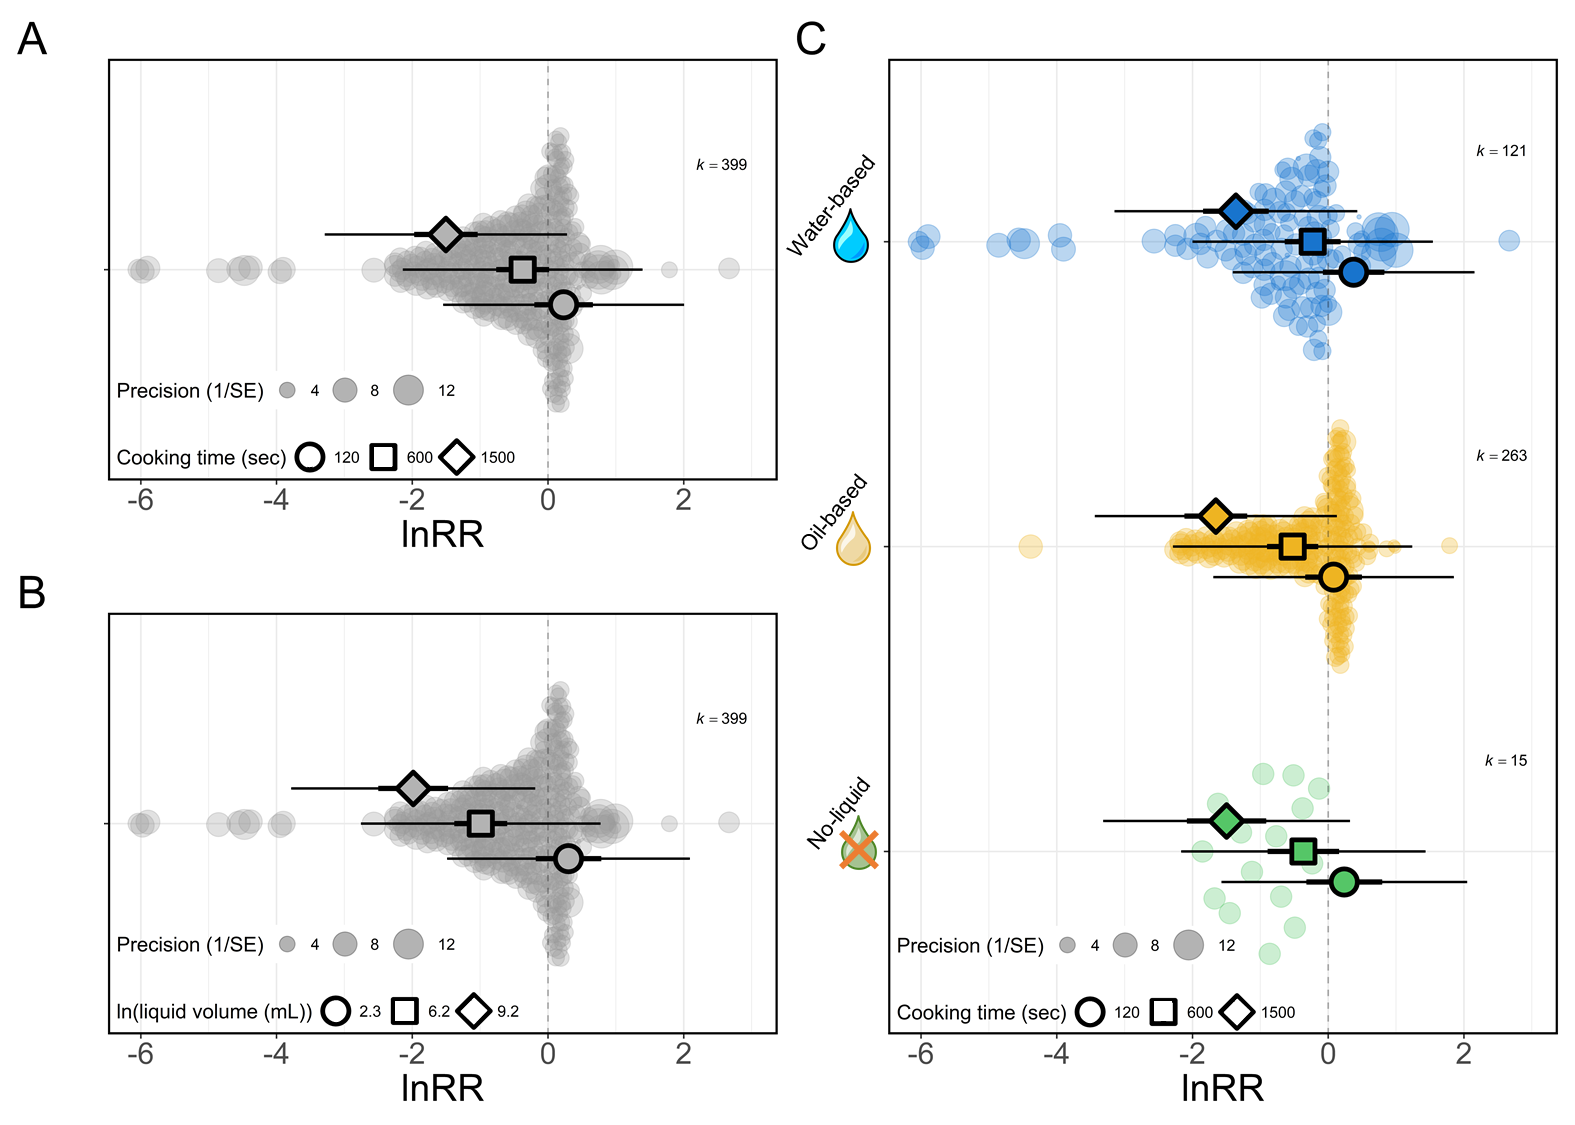 A
k = 399
Precision (1/SE) 4 8 12
Cooking time (sec) 120 600 1500
-6 -4 -2 0 2
lnRR
B
k = 399
Precision (1/SE) 4 8 12
ln(liquid volume (mL)) 2.3 6.2 9.2
-6 -4 -2 0 2
lnRR
C
Water-based
k = 121
Oil-based
k = 263
No-liquid
k = 15
Precision (1/SE) 4 8 12
Cooking time (sec) 120 600 1500
-6 -4 -2 0 2
lnRR